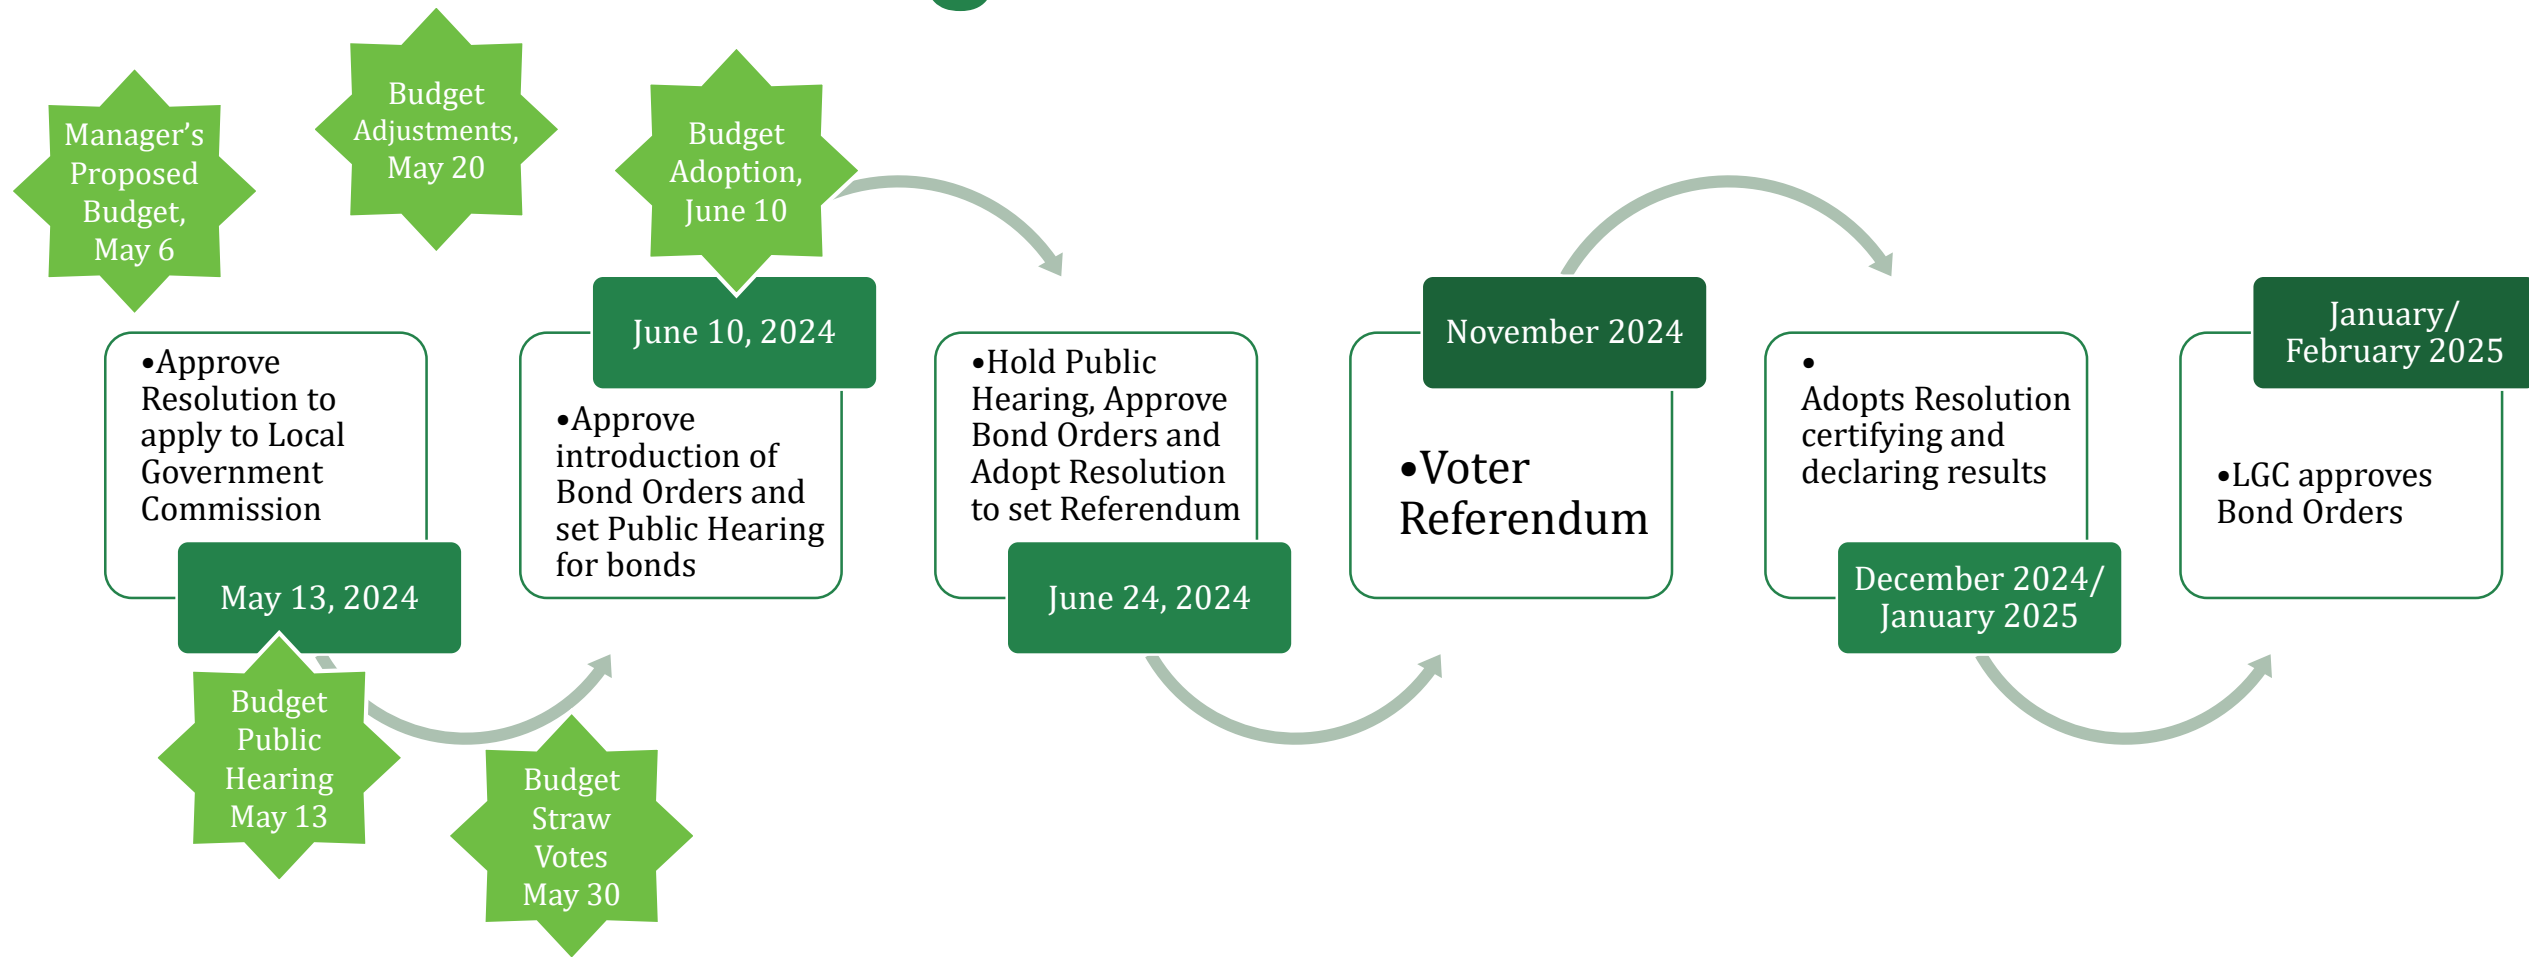 Manager’s
Proposed
Budget,
May 6
Budget
Adjustments,
May 20
Budget
Adoption,
June 10
•Approve
Resolution to
apply to Local
Government
Commission
May 13, 2024
Budget
Public
Hearing
May 13
Budget
Straw
Votes
May 30
June 10, 2024
•Approve
introduction of
Bond Orders and
set Public Hearing
for bonds
•Hold Public
Hearing, Approve
Bond Orders and
Adopt Resolution
to set Referendum
June 24, 2024
November 2024
•Voter
Referendum
•
Adopts Resolution
certifying and
declaring results
December 2024/
January 2025
January/
February 2025
•LGC approves
Bond Orders